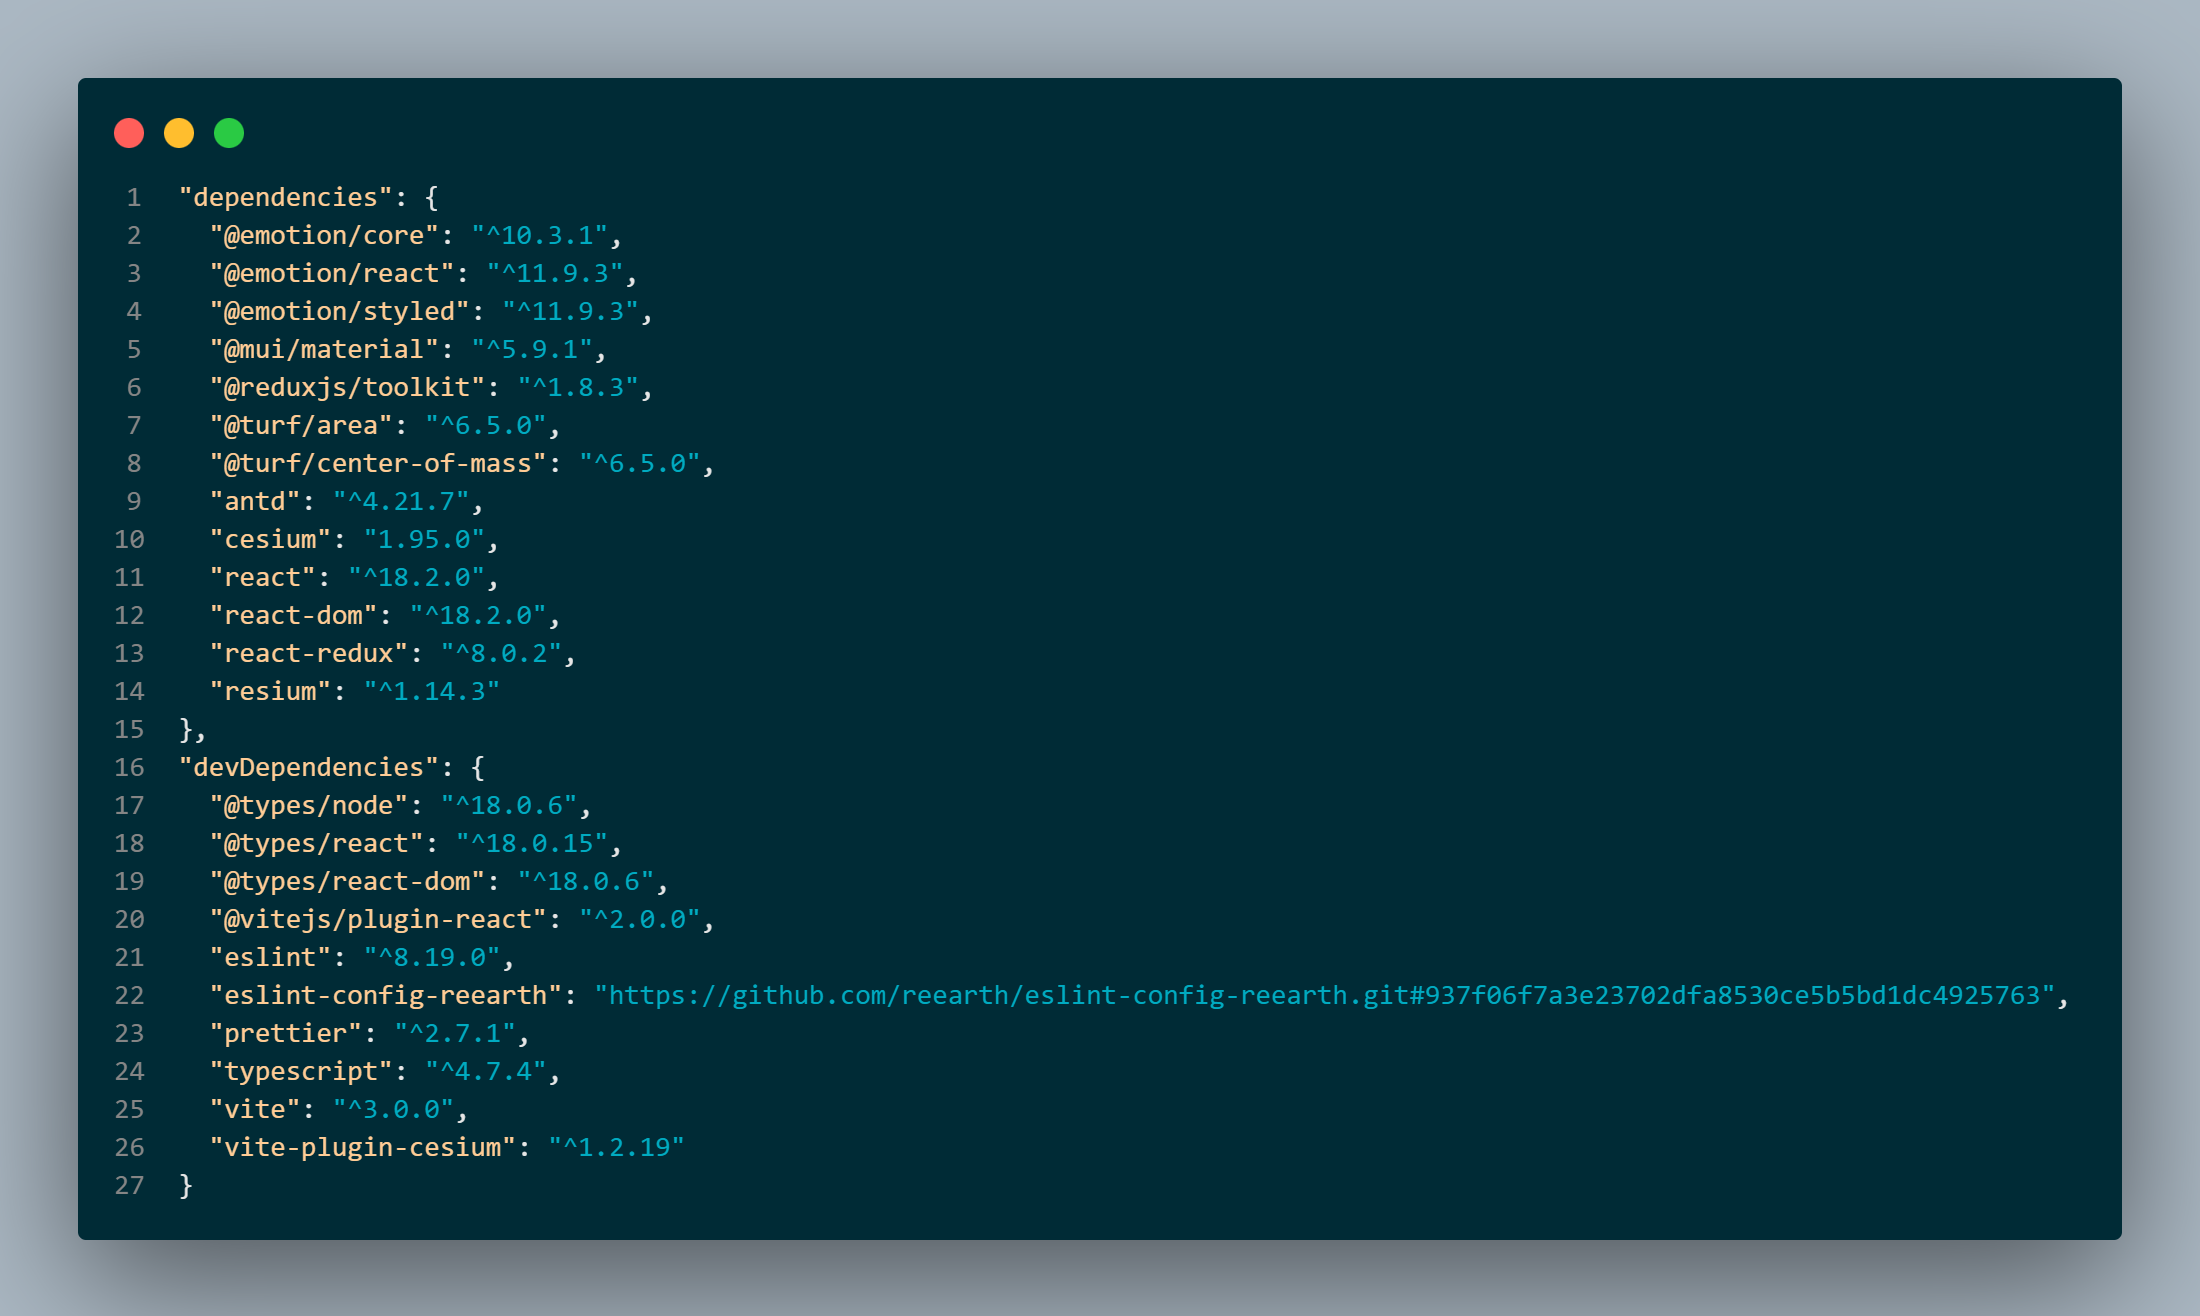 1 "dependencies": {
2 "@emotion/core": "^10.3.1",
3 "@emotion/react": "^11.9.3",
4 "@emotion/styled": "^11.9.3",
5 "@mui/material": "^5.9.1",
6 "@reduxjs/toolkit": "^1.8.3",
7 "@turf/area": "^6.5.0",
8 "@turf/center-of-mass": "^6.5.0",
9 "antd": "^4.21.7",
10 "cesium": "1.95.0",
11 "react": "^18.2.0",
12 "react-dom": "^18.2.0",
13 "react-redux": "^8.0.2",
14 "resium": "^1.14.3"
15 },
16 "devDependencies": {
17 "@types/node": "^18.0.6",
18 "@types/react": "^18.0.15",
19 "@types/react-dom": "^18.0.6",
20 "@vitejs/plugin-react": "^2.0.0",
21 "eslint": "^8.19.0",
22 "eslint-config-reearth": "https://github.com/reearth/eslint-config-reearth.git#937f06f7a3e23702dfa8530ce5b5bd1dc4925763",
23 "prettier": "^2.7.1",
24 "typescript": "^4.7.4",
25 "vite": "^3.0.0",
26 "vite-plugin-cesium": "^1.2.19"
27 }